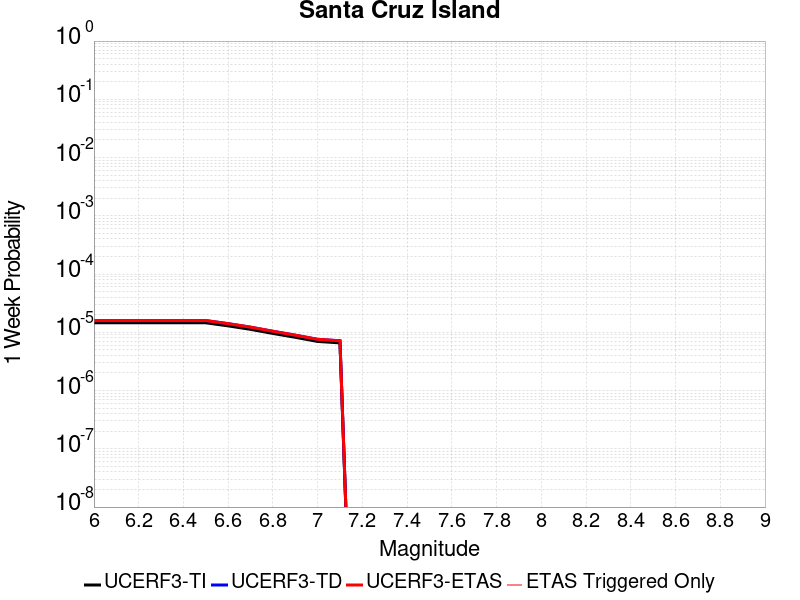 Santa Cruz Island
1 Week Probability
10^0
10^-1
10^-2
10^-3
10^-4
10^-5
10^-6
10^-7
10^-8
6 6.2 6.4 6.6 6.8 7 7.2 7.4 7.6 7.8 8 8.2 8.4 8.6 8.8 9
Magnitude
UCERF3-TI UCERF3-TD UCERF3-ETAS ETAS Triggered Only